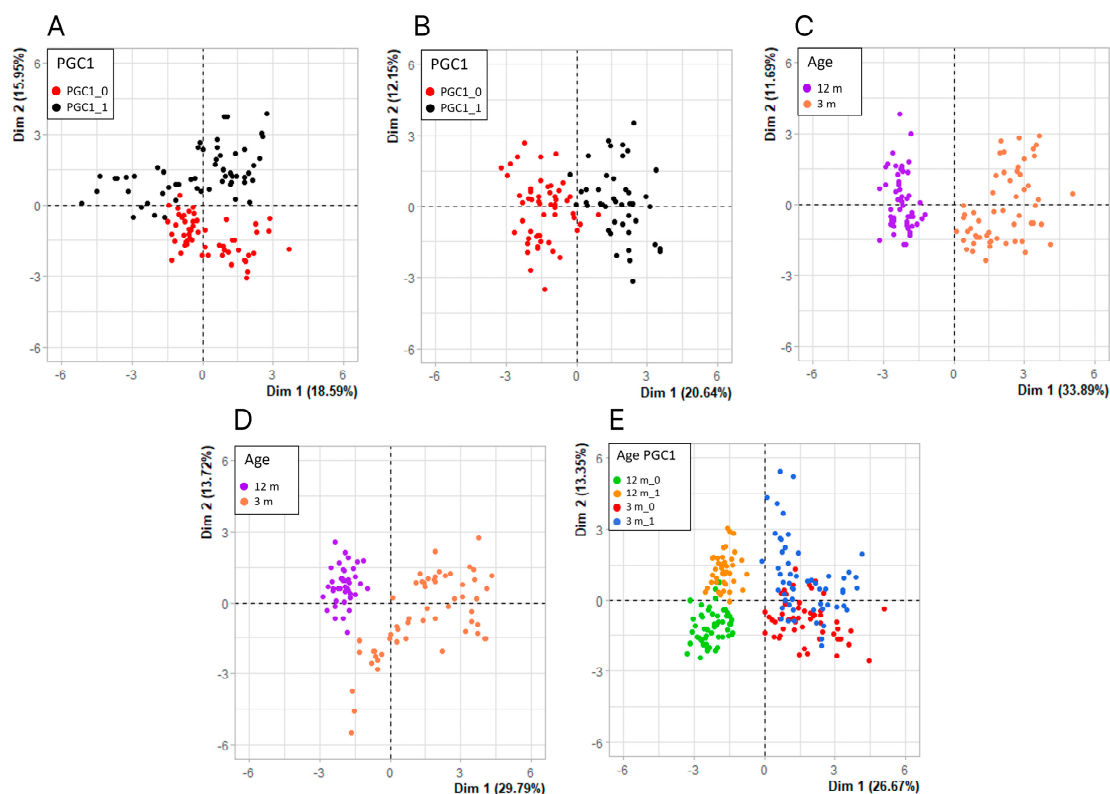 A
PGC1
PGC1_0
PGC1_1
Dim 2 (15.95%)
6
3
0
-3
-6
-6 -3 0 3 6
Dim 1 (18.59%)
B
PGC1
PGC1_0
PGC1_1
Dim 2 (12.15%)
6
3
0
-3
-6
-6 -3 0 3 6
Dim 1 (20.64%)
C
Age
12 m
3 m
Dim 2 (11.69%)
6
3
0
-3
-6
-6 -3 0 3 6
Dim 1 (33.89%)
D
Age
12 m
3 m
Dim 2 (13.72%)
6
3
0
-3
-6
-6 -3 0 3 6
Dim 1 (29.79%)
E
Age PGC1
12 m_0
12 m_1
3 m_0
3 m_1
Dim 2 (13.35%)
6
3
0
-3
-6
-6 -3 0 3 6
Dim 1 (26.67%)